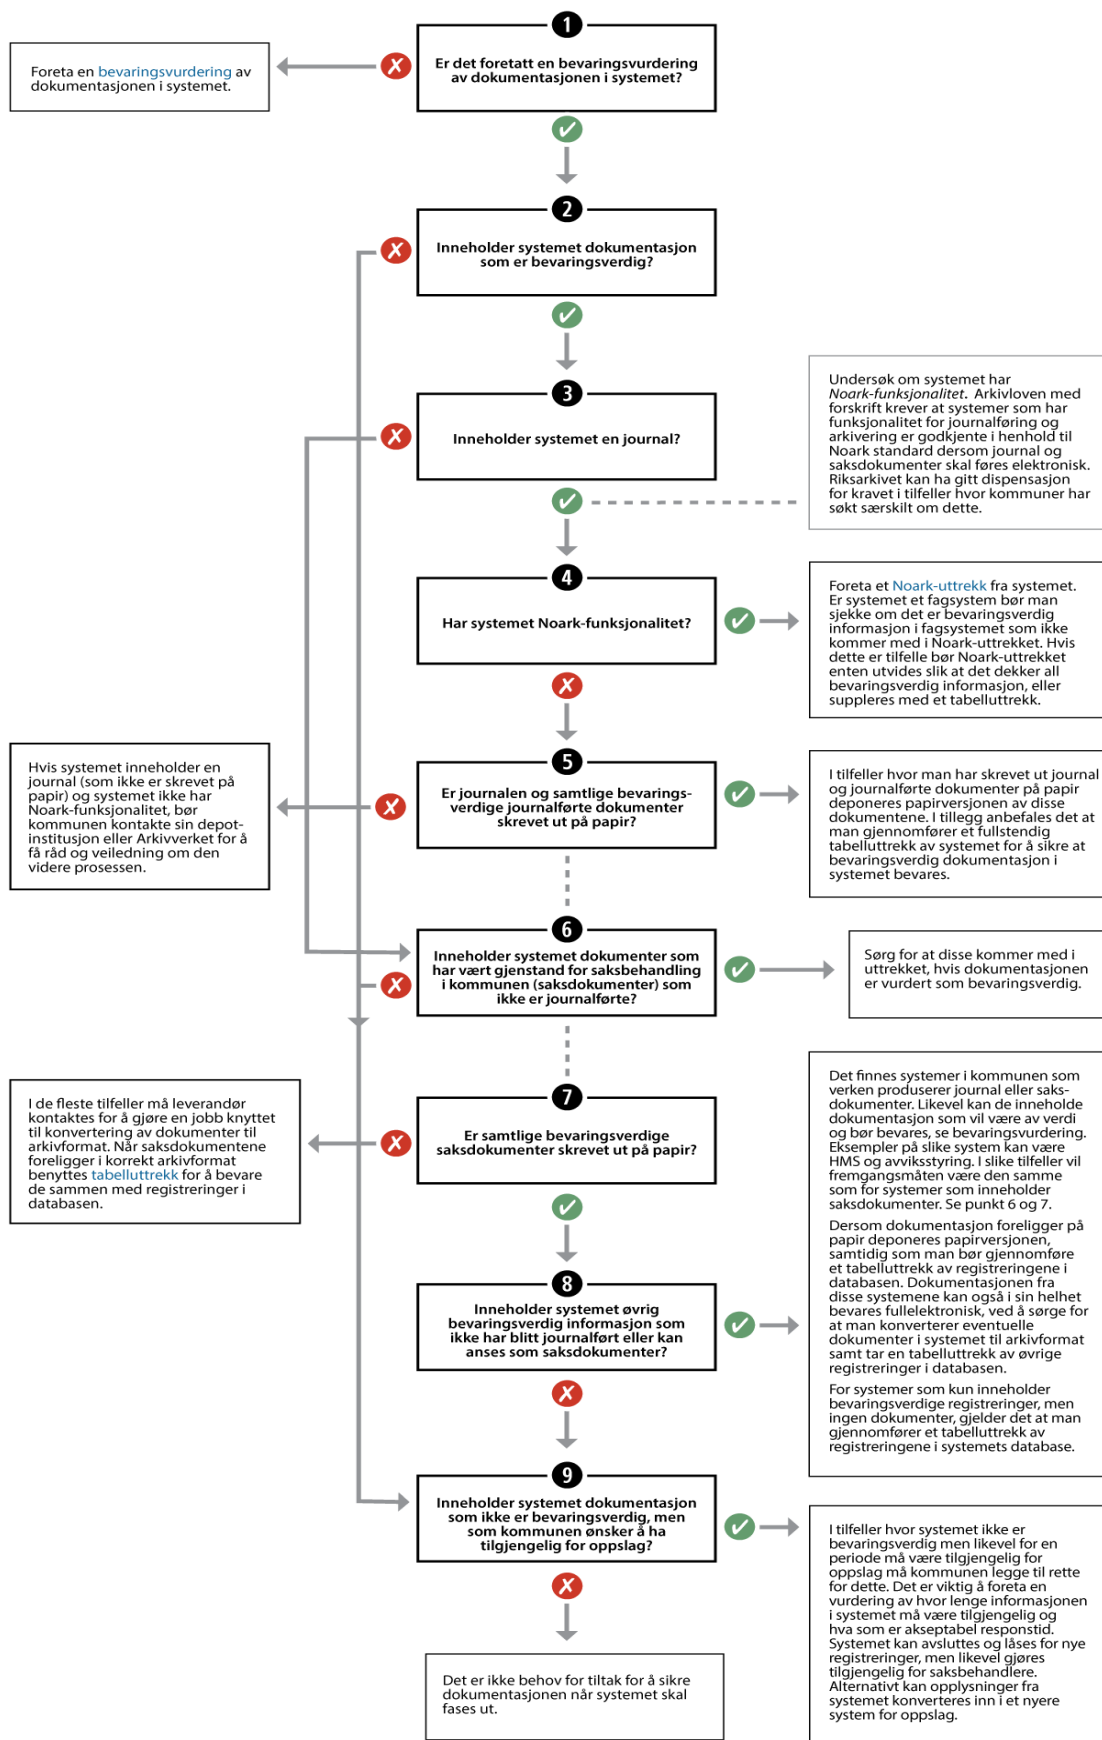 1
Er det foretatt en bevaringsvurdering
av dokumentasjonen i systemet?
Foreta en bevaringsvurdering av
dokumentasjonen i systemet.
2
Inneholder systemet dokumentasjon
som er bevaringsverdig?
3
Inneholder systemet en journal?
Undersøk om systemet har
Noark-funksjonalitet. Arkivloven med
forskrift krever at systemer som har
funksjonalitet for journalføring og
arkivering er godkjente i henhold til
Noark standard dersom journal og
saksdokumenter skal føres elektronisk.
Riksarkivet kan ha gitt dispensasjon
for kravet i tilfeller hvor kommuner har
søkt særskilt om dette.
4
Har systemet Noark-funksjonalitet?
Foreta et Noark-uttrekk fra systemet.
Er systemet et fagsystem bør man
sjekke om det er bevaringsverdig
informasjon i fagsystemet som ikke
kommer med i Noark-uttrekket. Hvis
dette er tilfelle bør Noark-uttrekket
enten utvides slik at det dekker all
bevaringsverdig informasjon, eller
suppleres med et tabelluttrekk.
5
Er journalen og samtlige bevarings-
verdige journalførte dokumenter
skrevet ut på papir?
Hvis systemet inneholder en
journal (som ikke er skrevet på
papir) og systemet ikke har
Noark-funksjonalitet, bør
kommunen kontakte sin depot-
institusjon eller Arkivverket for å
få råd og veiledning om den
videre prosessen.
I tilfeller hvor man har skrevet ut journal
og journalførte dokumenter på papir
deponeres papirversjonen av disse
dokumentene. I tillegg anbefales det at
man gjennomfører et fullstendig
tabelluttrekk av systemet for å sikre at
bevaringsverdig dokumentasjon i
systemet bevares.
6
Inneholder systemet dokumenter som
har vært gjenstand for saksbehandling
i kommunen (saksdokumenter) som
ikke er journalførte?
Sørg for at disse kommer med i
uttrekket, hvis dokumentasjonen
er vurdert som bevaringsverdig.
7
Er samtlige bevaringsverdige
saksdokumenter skrevet ut på papir?
I de fleste tilfeller må leverandør
kontaktes for å gjøre en jobb knyttet
til konvertering av dokumenter til
arkivformat. Når saksdokumentene
foreligger i korrekt arkivformat
benyttes tabelluttrekk for å bevare
de sammen med registreringer i
databasen.
8
Inneholder systemet øvrig
bevaringsverdig informasjon som
ikke har blitt journalført eller kan
anses som saksdokumenter?
Det finnes systemer i kommunen som
verken produserer journal eller saks-
dokumenter. Likevel kan de inneholde
dokumentasjon som vil være av verdi
og bør bevares, se bevaringsvurdering.
Eksempler på slike system kan være
HMS og avviksstyring. I slike tilfeller vil
fremgangsmåten være den samme
som for systemer som inneholder
saksdokumenter. Se punkt 6 og 7.
Dersom dokumentasjon foreligger på
papir deponeres papirversjonen,
samtidig som man bør gjennomføre
et tabelluttrekk av registreringene i
databasen. Dokumentasjonen fra
disse systemene kan også i sin helhet
bevares fullelektronisk, ved å sørge for
at man konverterer eventuelle
dokumenter i systemet til arkivformat
samt tar en tabelluttrekk av øvrige
registreringer i databasen.
For systemer som kun inneholder
bevaringsverdige registreringer, men
ingen dokumenter, gjelder det at man
gjennomfører et tabelluttrekk av
registreringene i systemets database.
9
Inneholder systemet dokumentasjon
som ikke er bevaringsverdig, men
som kommunen ønsker å ha
tilgjengelig for oppslag?
I tilfeller hvor systemet ikke er
bevaringsverdig men likevel for en
periode må være tilgjengelig for
oppslag må kommunen legge til rette
for dette. Det er viktig å foreta en
vurdering av hvor lenge informasjonen
i systemet må være tilgjengelig og
hva som er akseptabel responstid.
Systemet kan avsluttes og låses for nye
registreringer, men likevel gjøres
tilgjengelig for saksbehandlere.
Alternativt kan opplysninger fra
systemet konverteres inn i et nyere
system for oppslag.
Det er ikke behov for tiltak for å sikre
dokumentasjonen når systemet skal
fases ut.